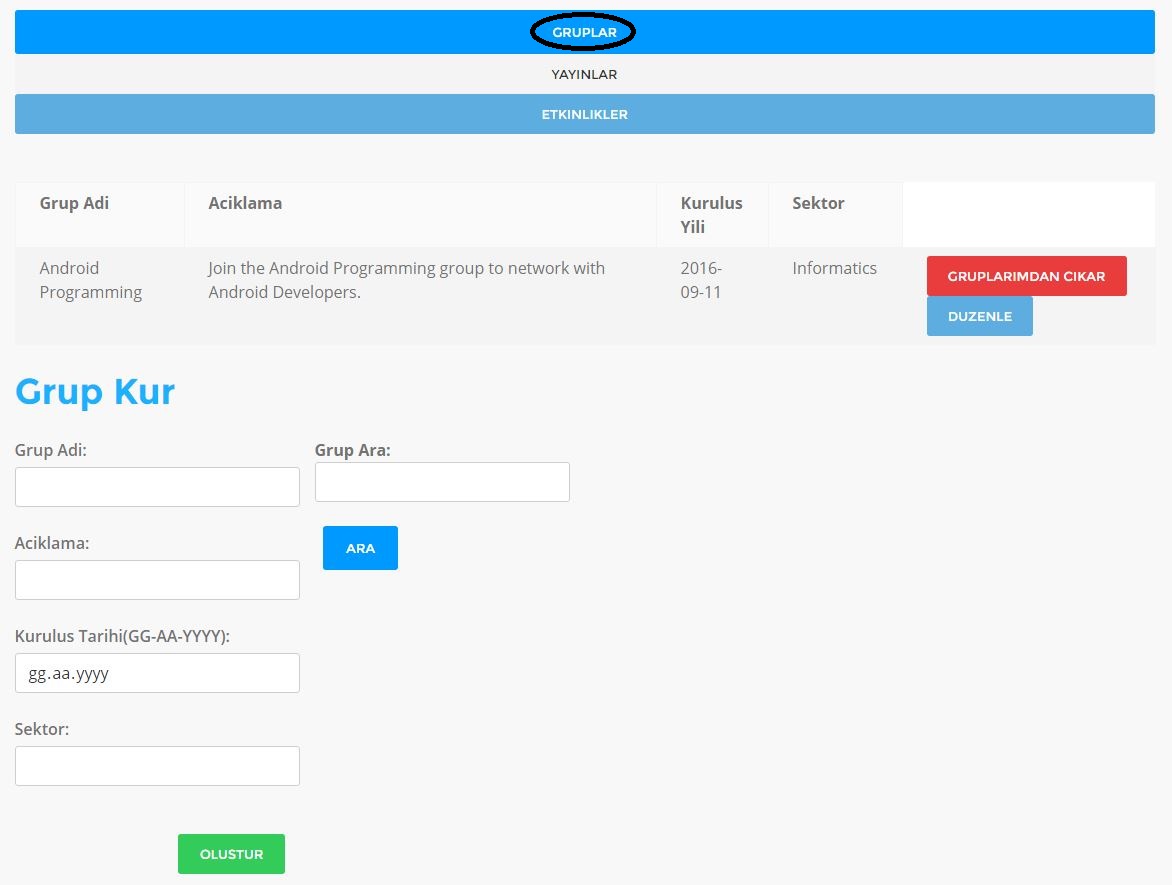 GRUPLAR
YAYINLAR
ETKINLIKLER
Grup Adi
Aciklama
Kurulus
Yili
Sektor
Android
Programming
Join the Android Programming group to network with
Android Developers.
2016-
09-11
Informatics
GRUPLARIMDAN CIKAR
DUZENLE
Grup Kur
Grup Adi:
Grup Ara:
Aciklama:
ARA
Kurulus Tarihi(GG-AA-YYYY):
gg.aa.yyyy
Sektor:
OLUSTUR